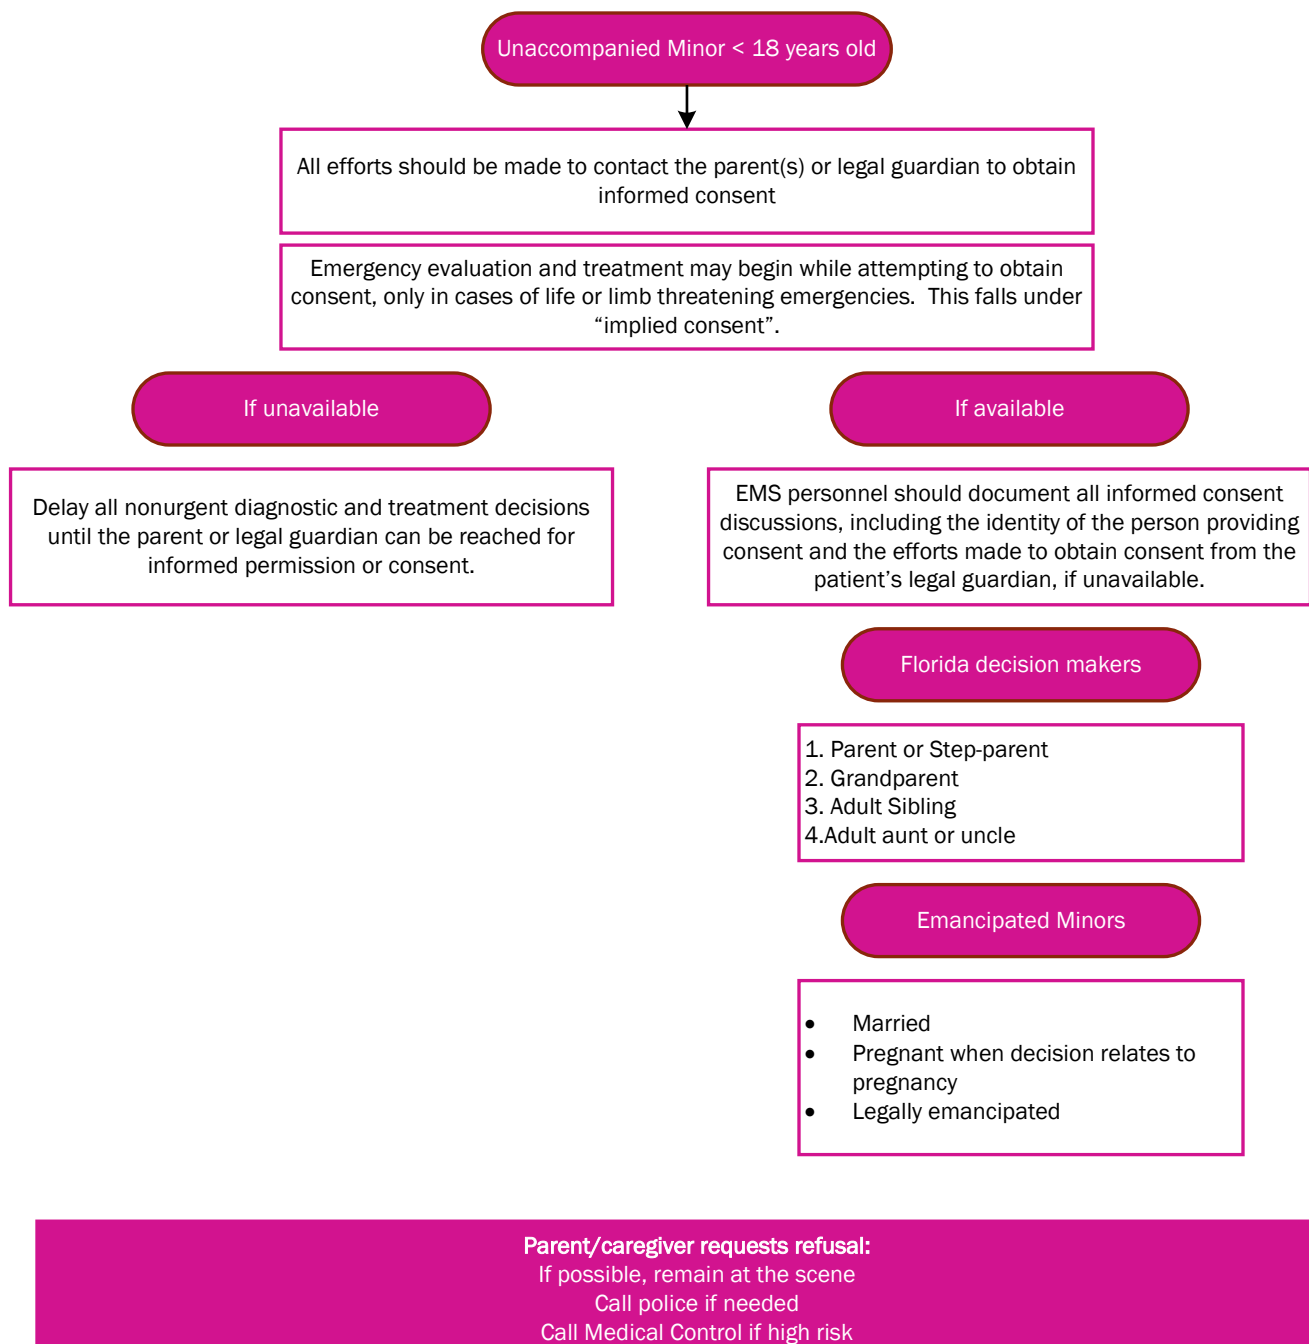 Unaccompanied Minor < 18 years old
All efforts should be made to contact the parent(s) or legal guardian to obtain
informed consent
Emergency evaluation and treatment may begin while attempting to obtain
consent, only in cases of life or limb threatening emergencies.  This falls under
“implied consent”.
If unavailable
Delay all nonurgent diagnostic and treatment decisions
until the parent or legal guardian can be reached for
informed permission or consent.
If available
EMS personnel should document all informed consent
discussions, including the identity of the person providing
consent and the efforts made to obtain consent from the
patient’s legal guardian, if unavailable.
Florida decision makers
1. Parent or Step-parent
2. Grandparent
3. Adult Sibling
4.Adult aunt or uncle
Emancipated Minors
• Married
• Pregnant when decision relates to
pregnancy
• Legally emancipated
Parent/caregiver requests refusal:
If possible, remain at the scene
Call police if needed
Call Medical Control if high risk